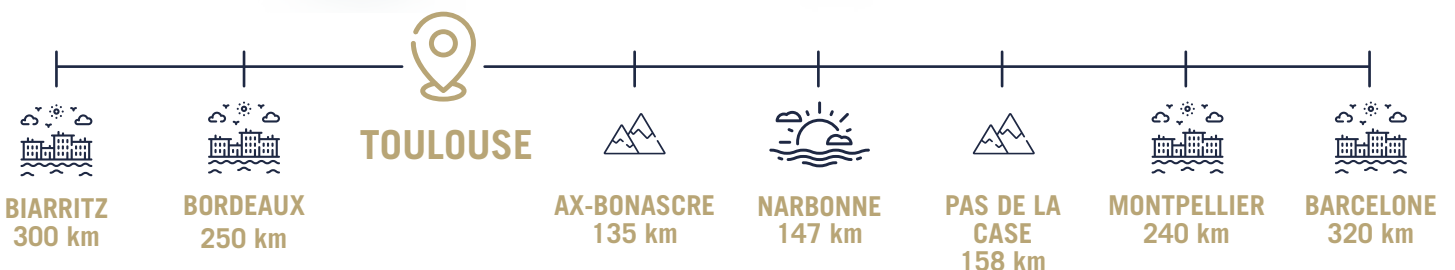 TOULOUSE
BIARRITZ
300 km
BORDEAUX
250 km
AX-BONASCRE
135 km
NARBONNE
147 km
PAS DE LA
CASE
158 km
MONTPELLIER
240 km
BARCELONE
320 km